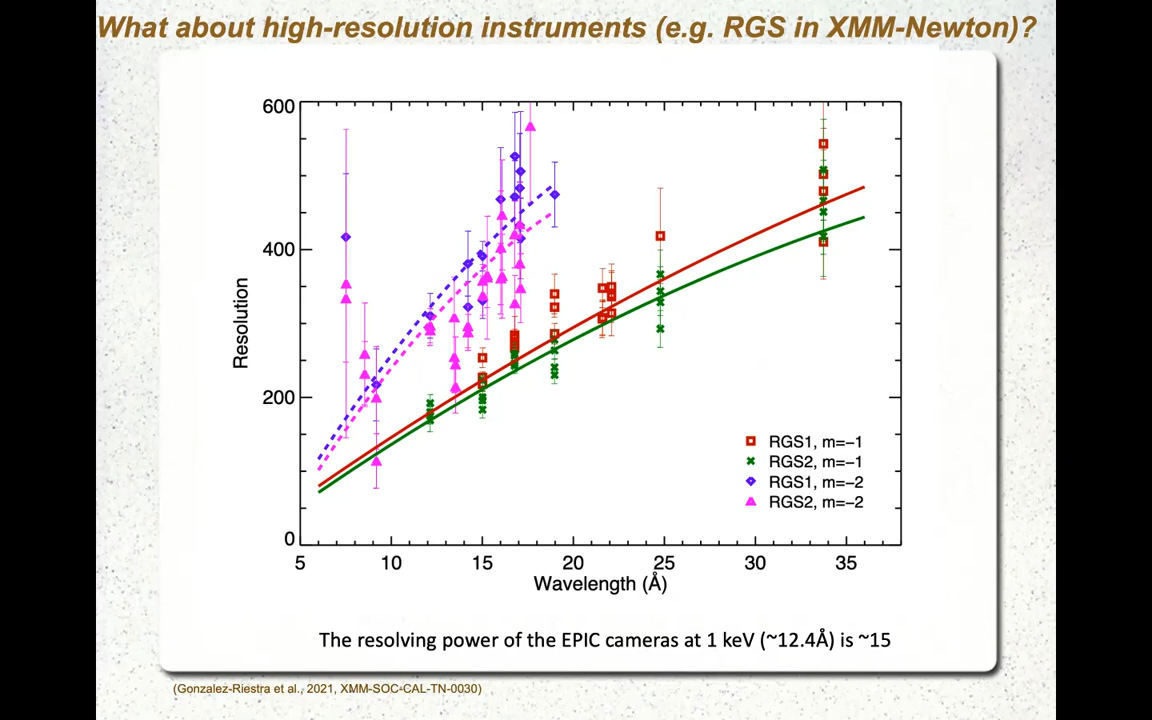 What about high-resolution instruments (e.g. RGS in XMM-Newton)?
600
400
200
0
Resolution
5 10 15 20 25 30 35
Wavelength (Å)
RGS1, m=−1
RGS2, m=−1
RGS1, m=−2
RGS2, m=−2
The resolving power of the EPIC cameras at 1 keV (~12.4Å) is ~15
(Gonzalez-Riestra et al., 2021, XMM-SOC-CAL-TN-0030)